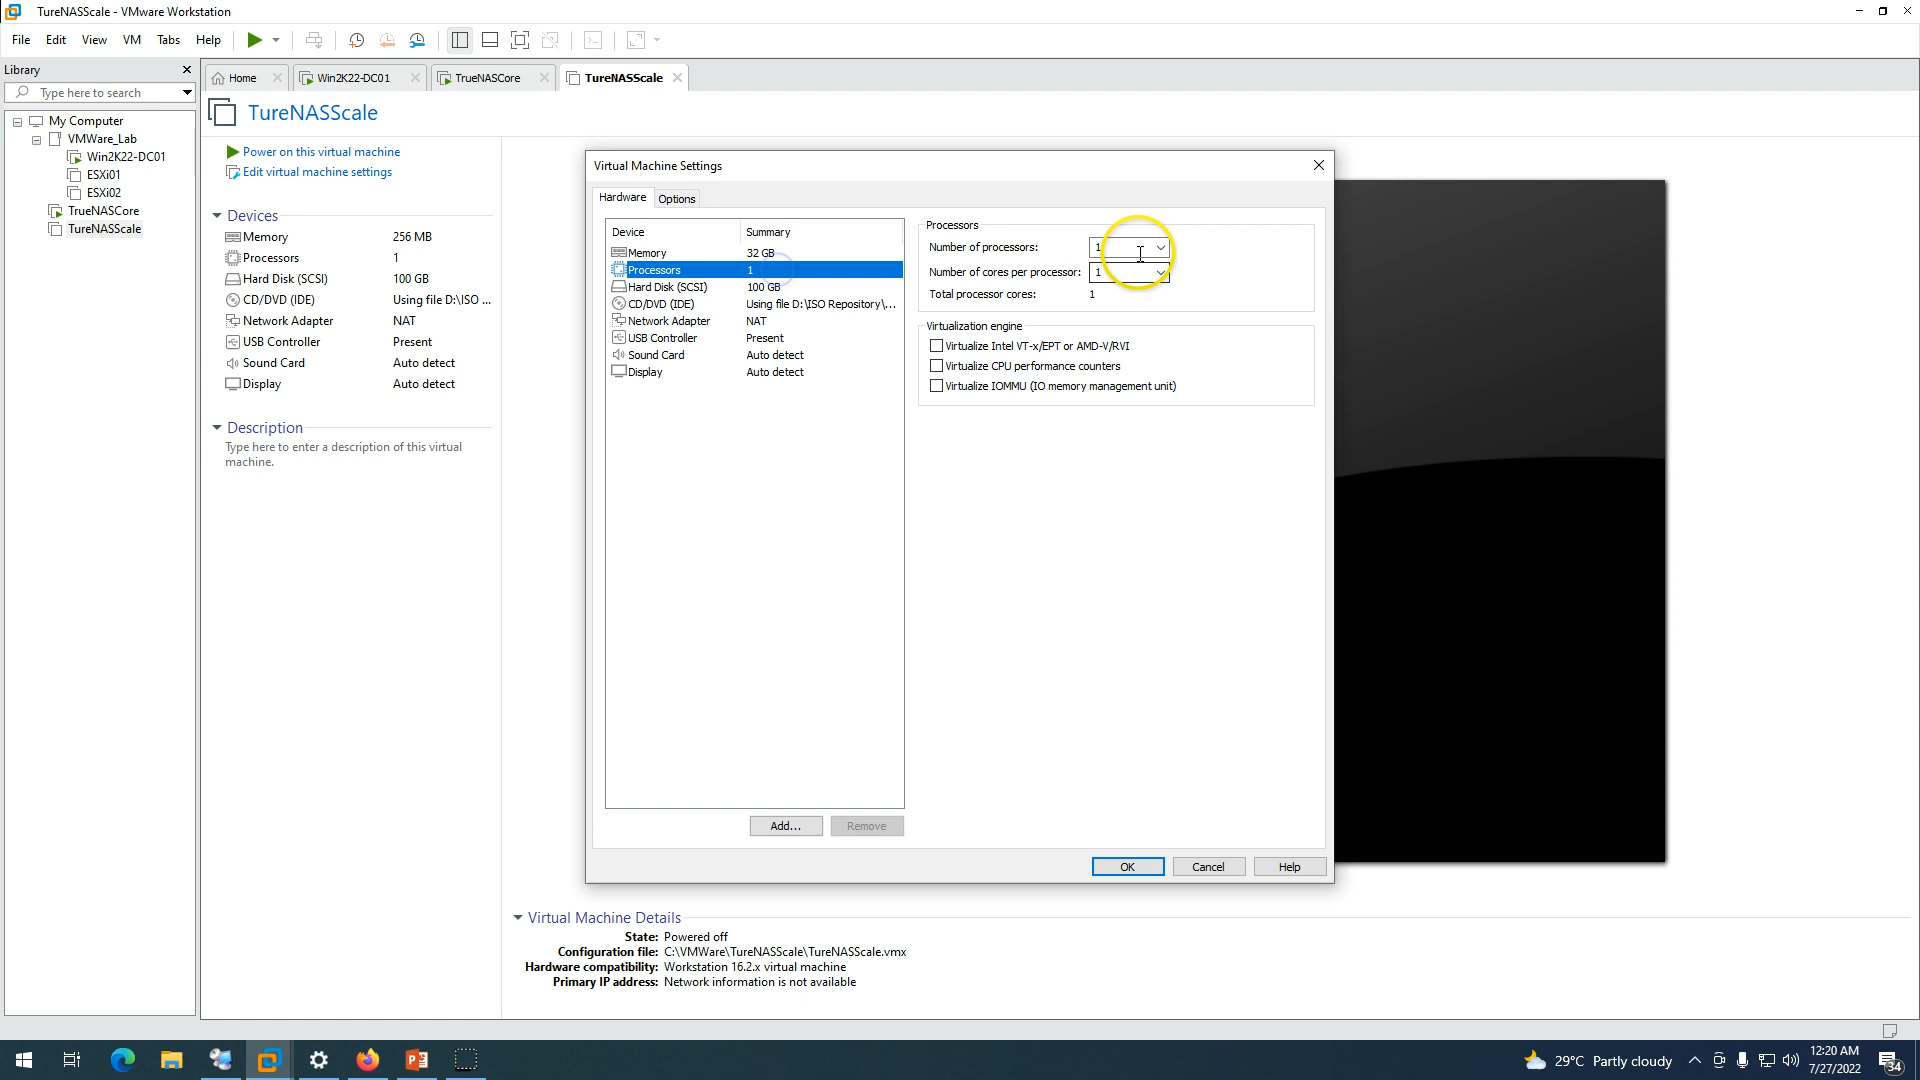 TureNASScale - VMware Workstation
File Edit View VM Tabs Help
Library
Type here to search
My Computer
VMWare_Lab
Win2K22-DC01
ESXi01
ESXi02
TrueNASCore
TureNASScale
Home Win2K22-DC01 TrueNASCore TureNASScale
TureNASScale
Power on this virtual machine
Edit virtual machine settings
Devices
Memory 256 MB
Processors 1
Hard Disk (SCSI) 100 GB
CD/DVD (IDE) Using file D:\ISO ...
Network Adapter NAT
USB Controller Present
Sound Card Auto detect
Display Auto detect
Description
Type here to enter a description of this virtual
machine.
Virtual Machine Settings
Hardware Options
Device Summary
Memory 32 GB
Processors 1
Hard Disk (SCSI) 100 GB
CD/DVD (IDE) Using file D:\ISO Repository\...
Network Adapter NAT
USB Controller Present
Sound Card Auto detect
Display Auto detect
Add... Remove
Processors
Number of processors: 1
Number of cores per processor: 1
Total processor cores: 1
Virtualization engine
Virtualize Intel VT-x/EPT or AMD-V/RVI
Virtualize CPU performance counters
Virtualize IOMMU (IO memory management unit)
OK Cancel Help
Virtual Machine Details
State: Powered off
Configuration file: C:\VMWare\TureNASScale\TureNASScale.vmx
Hardware compatibility: Workstation 16.2.x virtual machine
Primary IP address: Network information is not available
29°C Partly cloudy
12:20 AM
7/27/2022
34